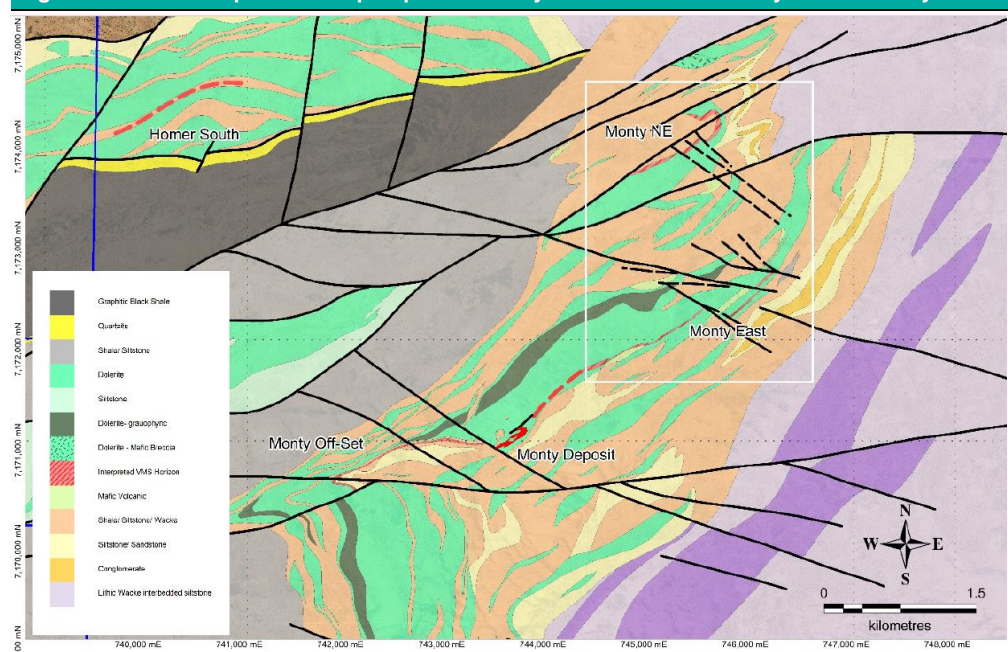 7,175,000 mN
7,174,000 mN
7,173,000 mN
7,172,000 mN
7,171,000 mN
7,170,000 mN
00 mN
Homer South
Monty NE
Monty East
Monty Off-Set
Monty Deposit
Graphitic Black Shale
Quartzite
Shale/ Siltstone
Dolerite
Siltstone
Dolerite- granophyric
Dolerite - Mafic Breccia
Interpreted VMS Horizon
Mafic Volcanic
Shale/ Siltstone/ Wacke
Siltstone/ Sandstone
Conglomerate
Lithic Wacke interbedded siltstone
N
W E
S
0 1.5
kilometres
740,000 mE 741,000 mE 742,000 mE 743,000 mE 744,000 mE 745,000 mE 746,000 mE 747,000 mE 748,000 mE